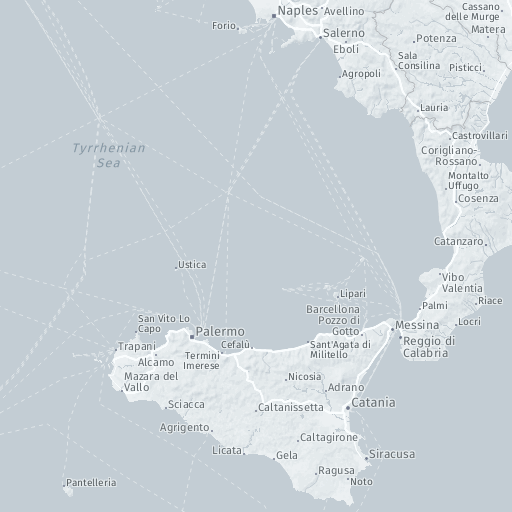 Naples
Avellino
Cassano
delle Murge
Forio
Salerno
Matera
Eboli
Potenza
Sala
Consilina
Pisticci
Agropoli
Lauria
Castrovillari
Tyrrhenian
Sea
Corigliano-
Rossano
Montalto
Uffugo
Cosenza
Catanzaro
Ustica
Vibo
Valentia
Lipari
Riace
Palmi
Barcellona
Pozzo di
Gotto
San Vito Lo
Capo
Locri
Messina
Palermo
Reggio di
Calabria
Trapani
Cefalù
Sant'Agata di
Militello
Termini
Imerese
Alcamo
Mazara del
Vallo
Nicosia
Adrano
Sciacca
Caltanissetta
Catania
Agrigento
Caltagirone
Licata
Gela
Siracusa
Ragusa
Noto
Pantelleria